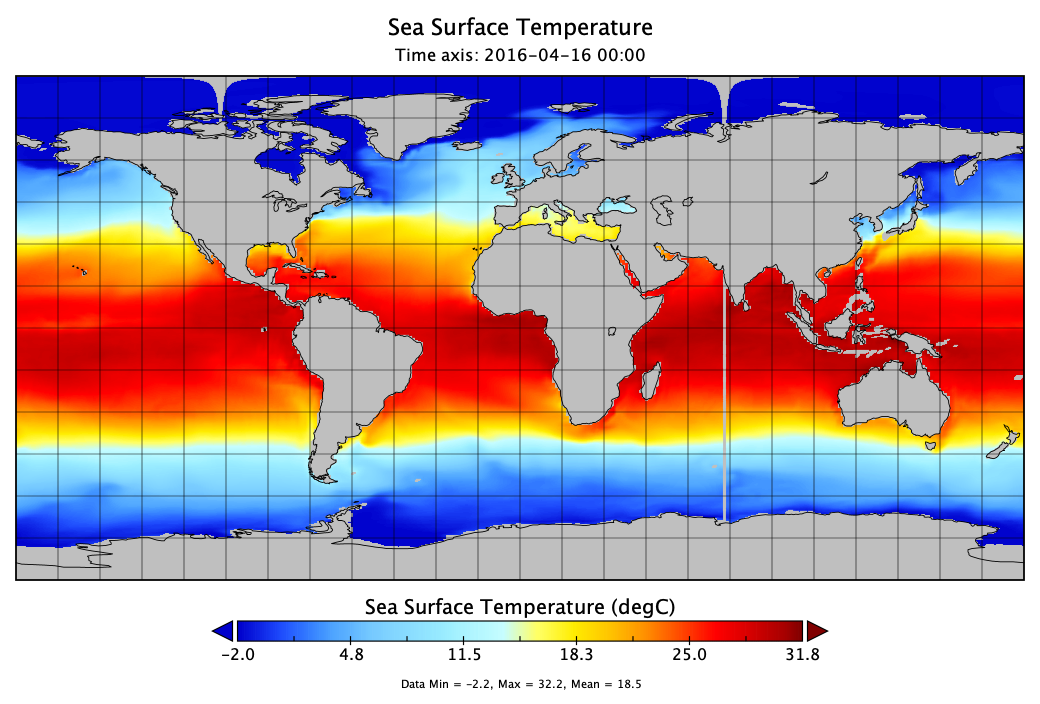 Sea Surface Temperature
Time axis: 2016-04-16 00:00
Sea Surface Temperature (degC)
-2.0 4.8 11.5 18.3 25.0 31.8
Data Min = -2.2, Max = 32.2, Mean = 18.5